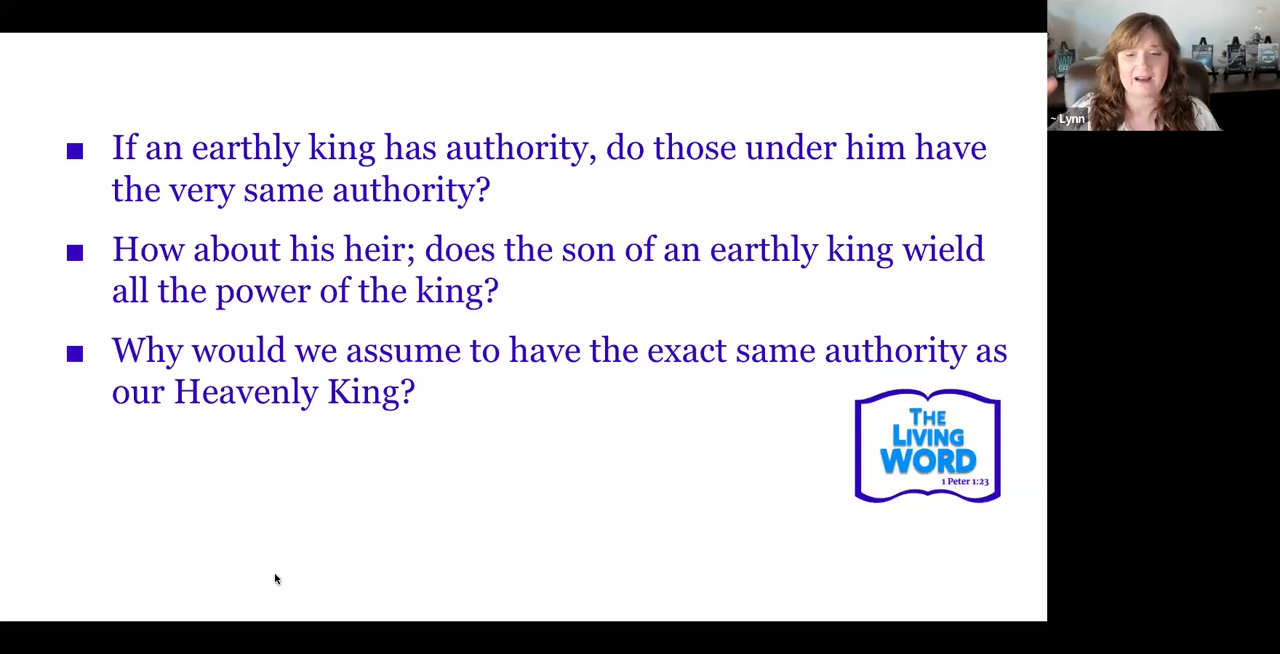 If an earthly king has authority, do those under him have
the very same authority?
How about his heir; does the son of an earthly king wield
all the power of the king?
Why would we assume to have the exact same authority as
our Heavenly King?
THE
LIVING
WORD
1 Peter 1:23
~ Lynn